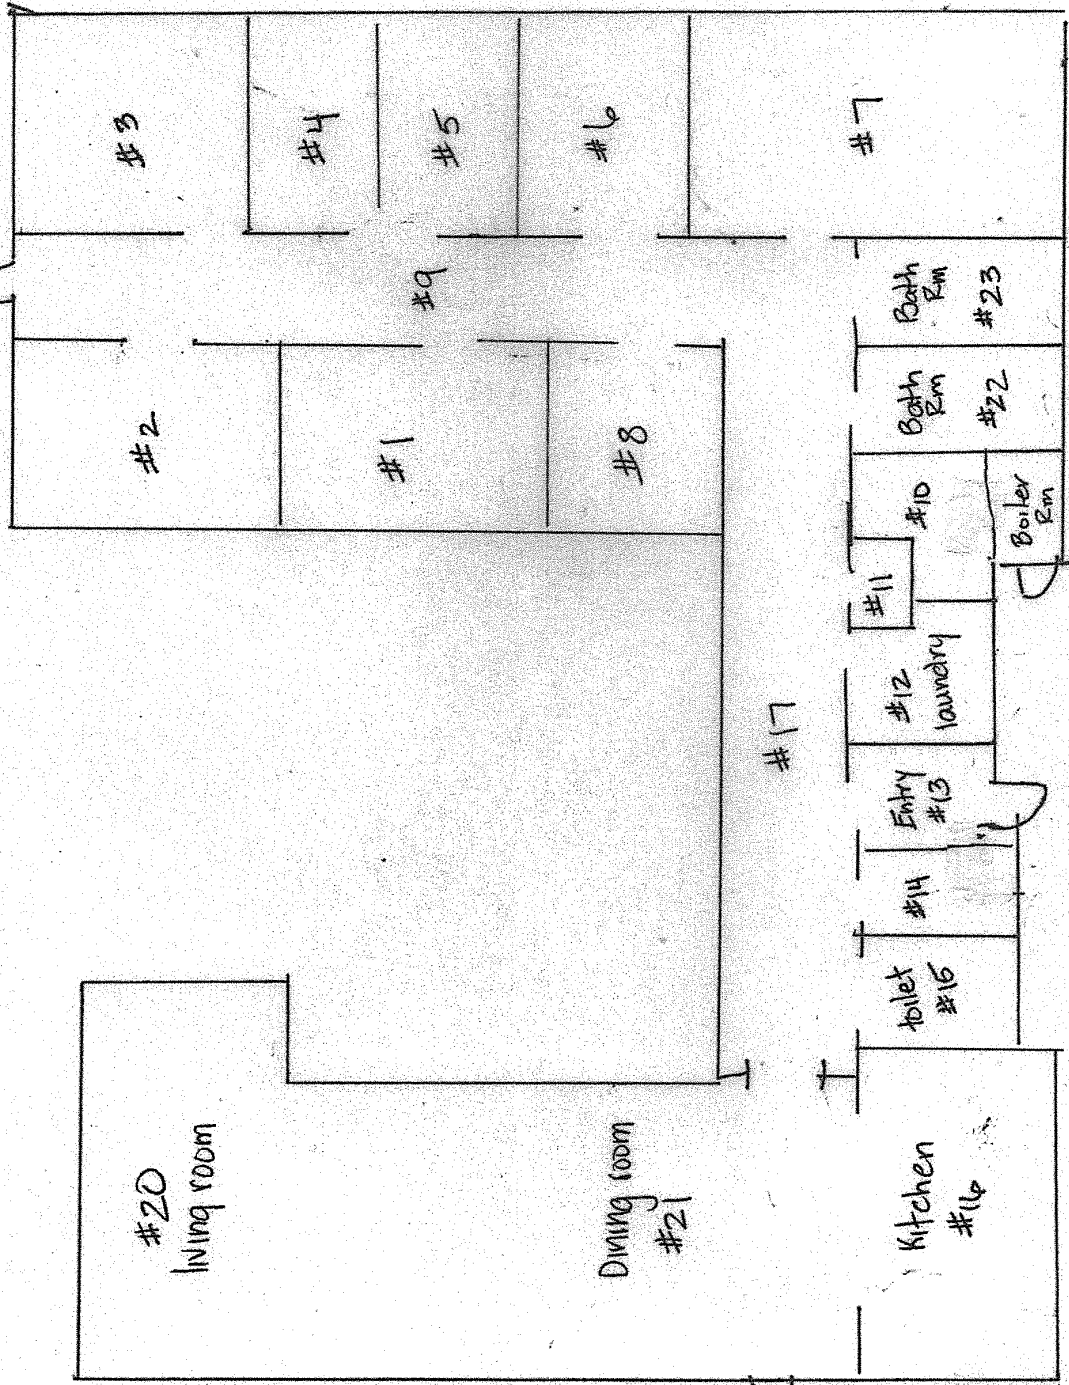 #3
#4
#5
#6
#7
#9
#2
#1
#8
Bath
Rm
#23
Bath
Rm
#22
#10
Boiler
Rm
#11
#12
laundry
#17
Entry
#13
#14
toilet
#15
#20
living room
Dining room
#21
Kitchen
#16